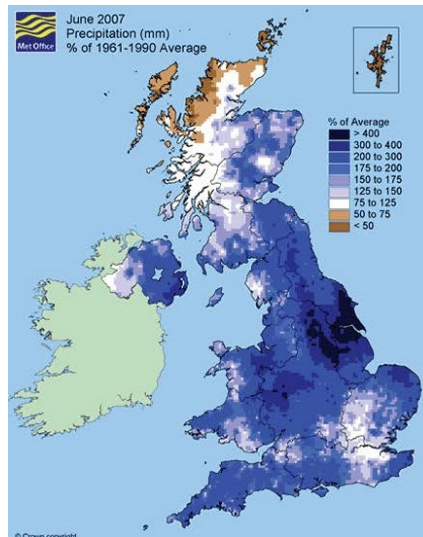 June 2007
Precipitation (mm)
% of 1961-1990 Average
Met Office
% of Average
> 400
300 to 400
200 to 300
175 to 200
150 to 175
125 to 150
75 to 125
50 to 75
< 50
© Crown copyright